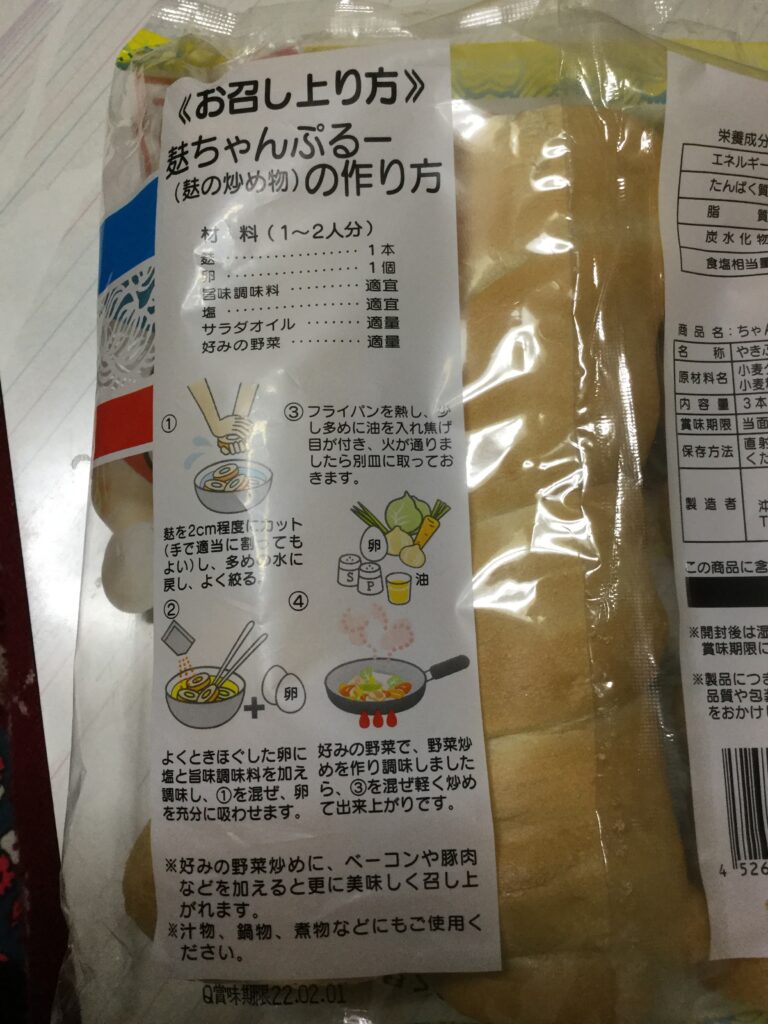 《お召し上り方》
麩ちゃんぷるー
(麩の炒め物)の作り方
材 料(1〜2人分)
麩 ‥‥‥‥‥‥ 1本
卵 ‥‥‥‥‥‥ 1個
旨味調味料 ‥‥‥‥ 適宜
塩 ‥‥‥‥‥‥ 適宜
サラダオイル ‥‥‥ 適量
好みの野菜 ‥‥‥‥ 適量
①
麩を2cm程度にカット
(手で適当に割っても
よい)し、多めの水に
戻し、よく絞る。
②
卵
よくときほぐした卵に
塩と旨味調味料を加え
調味し、①を混ぜ、卵
を充分に吸わせます。
③ フライパンを熱し、少
し多めに油を入れ焦げ
目が付き、火が通りま
したら別皿に取ってお
きます。
卵
S
P
油
④
好みの野菜で、野菜炒
めを作り調味しました
ら、③を混ぜ軽く炒め
て出来上がりです。
※好みの野菜炒めに、ベーコンや豚肉
などを加えると更に美味しく召し上
がれます。
※汁物、鍋物、煮物などにもご使用く
ださい。
Q賞味期限22.02.01
栄養成分
エネルギー
たんぱく質
脂 質
炭水化物
食塩相当量
商品名:ちゃん
名 称 やきふ
原材料名 小麦
小麦
内容量 3本
賞味期限 当面
保存方法 直射
くだ
製造者 沖
T
この商品に含
※開封後は湿
賞味期限に
※製品につき
品質や包装
をおかけし
4 526